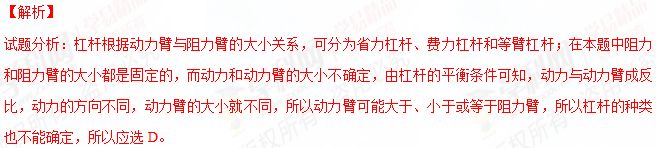 【解析】
试题分析：杠杆根据动力臂与阻力臂的大小关系，可分为省力杠杆、费力杠杆和等臂杠杆；在本题中阻力
和阻力臂的大小都是固定的，而动力和动力臂的大小不确定，由杠杆的平衡条件可知，动力与动力臂成反
比，动力的方向不同，动力臂的大小就不同，所以动力臂可能大于、小于或等于阻力臂，所以杠杆的种类
也不能确定，所以应选 D。